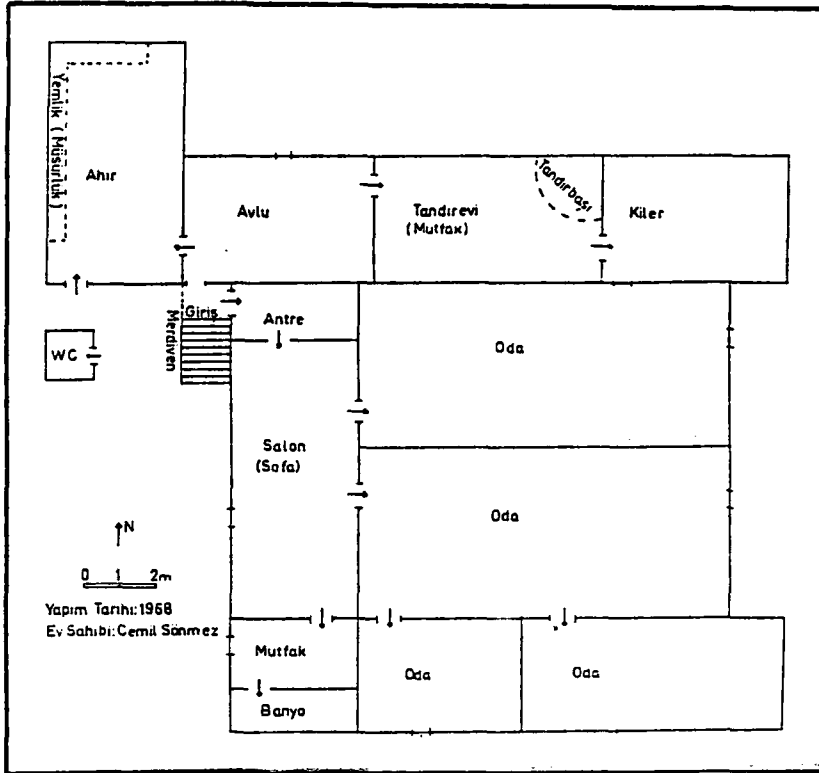 Yemlik (Müsürlük)
Ahır
Avlu
Tandırevi
(Mutfak)
Tandırbaşı
Kiler
Giriş
Merdiven
Antre
WC
Oda
Salon
(Sofa)
Oda
N
0 1 2m
Yapım Tarihi:1968
Ev Sahibi:Cemil Sönmez
Mutfak
Oda
Oda
Banyo